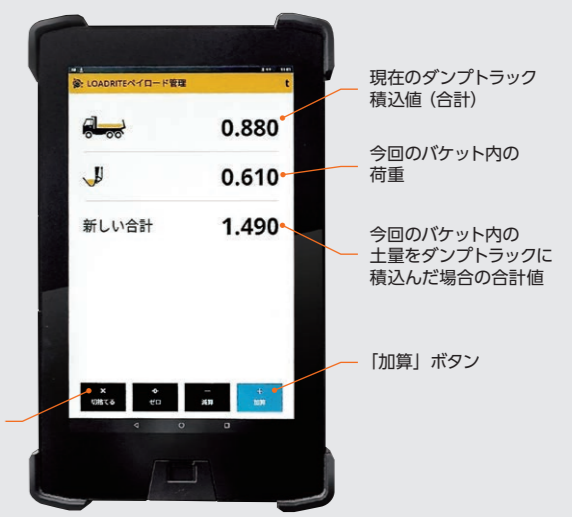 LOADRITEペイロード管理
t
0.880
0.610
新しい合計
1.490
×
切捨てる
ゼロ
−
減算
+
加算
現在のダンプトラック
積込値（合計）
今回のバケット内の
荷重
今回のバケット内の
土量をダンプトラックに
積込んだ場合の合計値
「加算」ボタン